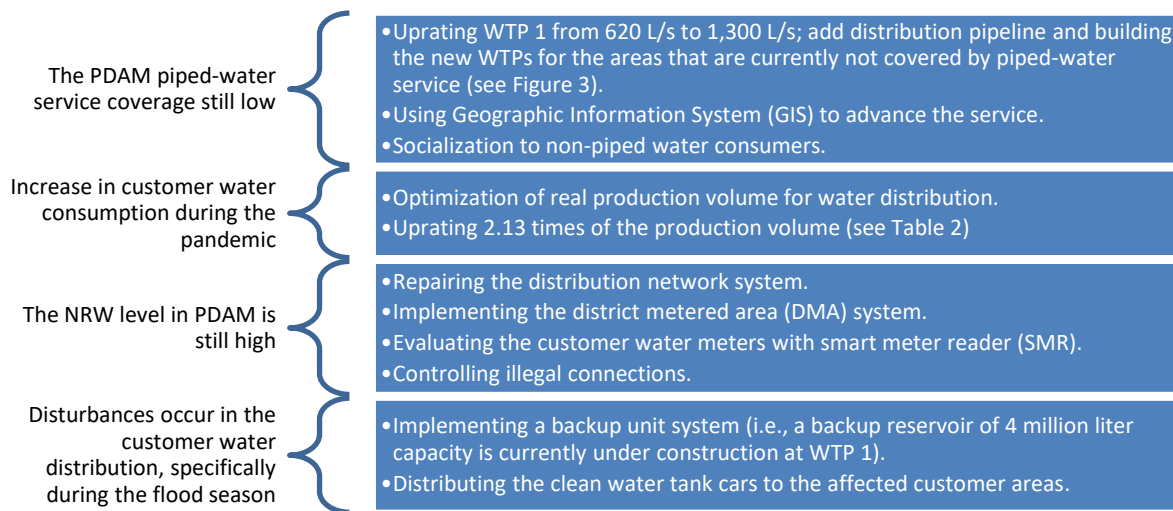 The PDAM piped-water
service coverage still low
•Uprating WTP 1 from 620 L/s to 1,300 L/s; add distribution pipeline and building
the new WTPs for the areas that are currently not covered by piped-water
service (see Figure 3).
•Using Geographic Information System (GIS) to advance the service.
•Socialization to non-piped water consumers.
Increase in customer water
consumption during the
pandemic
•Optimization of real production volume for water distribution.
•Uprating 2.13 times of the production volume (see Table 2)
The NRW level in PDAM is
still high
•Repairing the distribution network system.
•Implementing the district metered area (DMA) system.
•Evaluating the customer water meters with smart meter reader (SMR).
•Controlling illegal connections.
Disturbances occur in the
customer water
distribution, specifically
during the flood season
•Implementing a backup unit system (i.e., a backup reservoir of 4 million liter
capacity is currently under construction at WTP 1).
•Distributing the clean water tank cars to the affected customer areas.